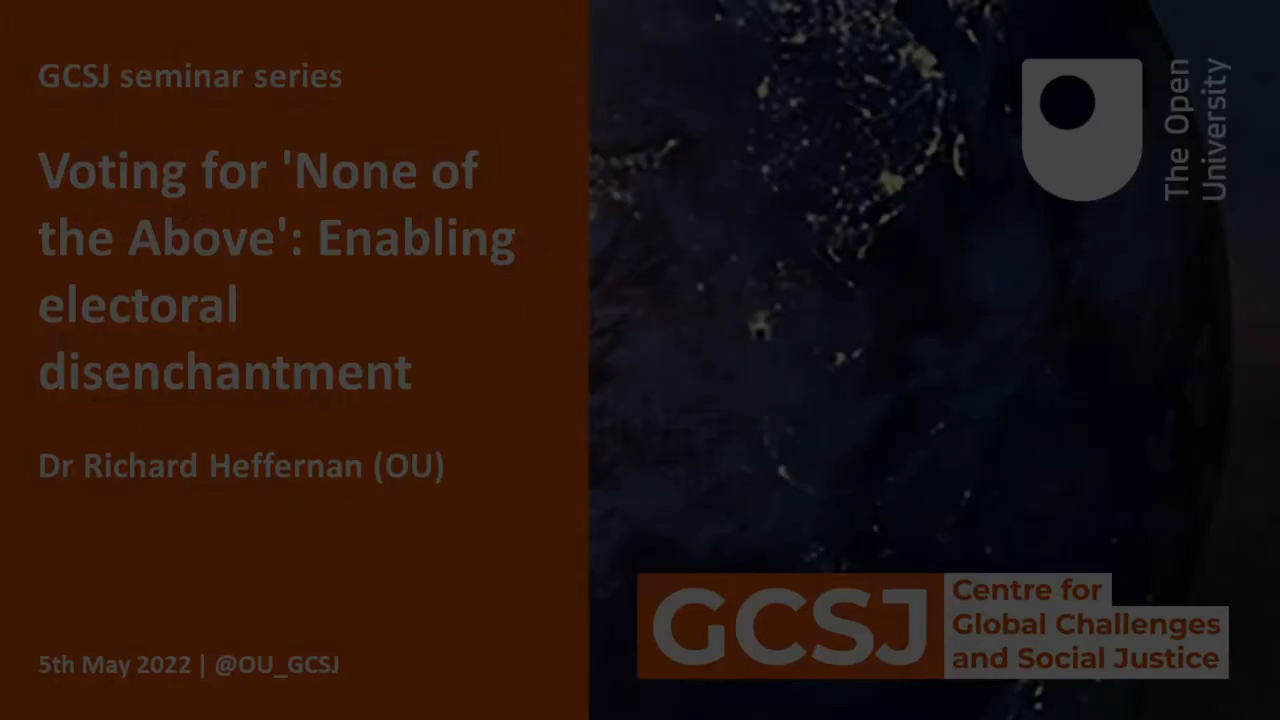 GCSJ seminar series
Voting for 'None of
the Above': Enabling
electoral
disenchantment
Dr Richard Heffernan (OU)
5th May 2022 | @OU_GCSJ
The Open
University
GCSJ
Centre for
Global Challenges
and Social Justice